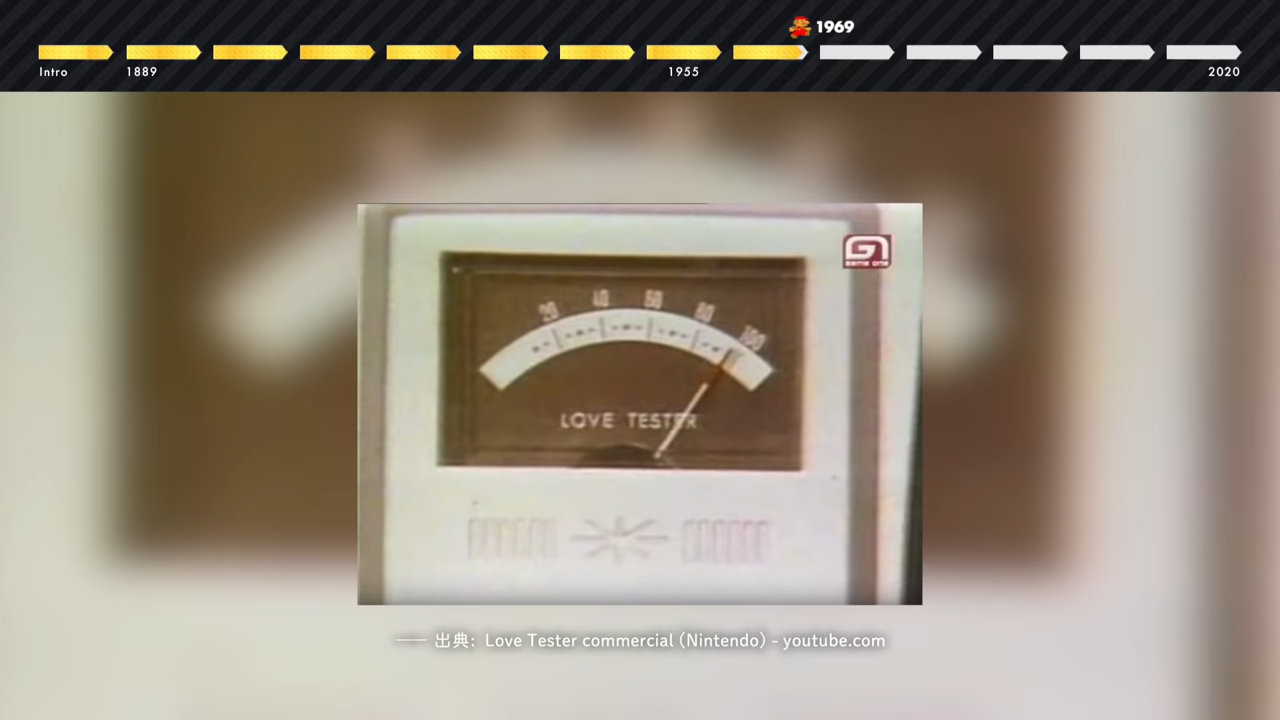 1969
Intro
1889
1955
2020
20 40 60 80 100
LOVE TESTER
—— 出典: Love Tester commercial (Nintendo) - youtube.com